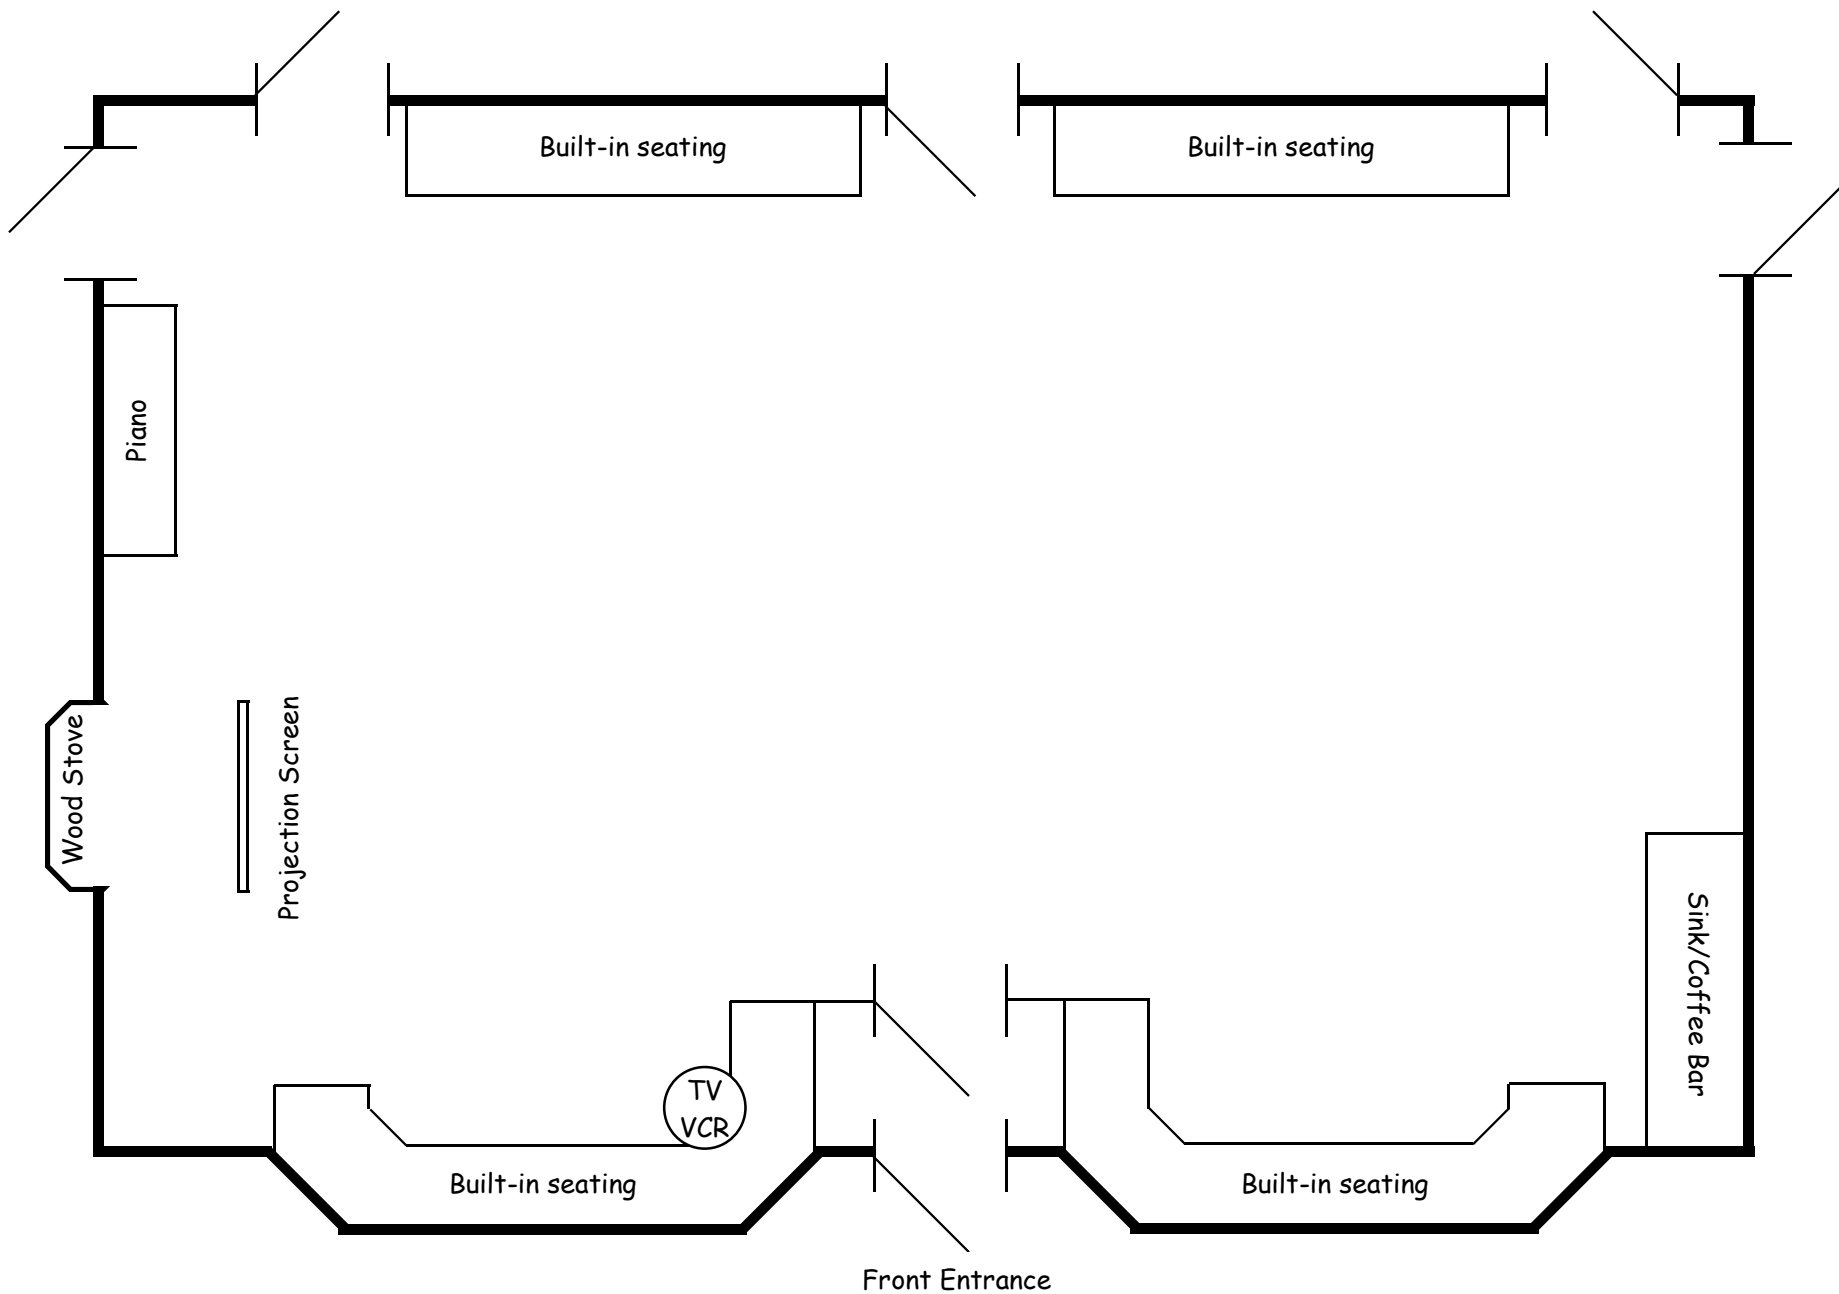 Built-in seating
Built-in seating
Piano
Wood Stove
Projection Screen
Sink/Coffee Bar
TV
VCR
Built-in seating
Built-in seating
Front Entrance